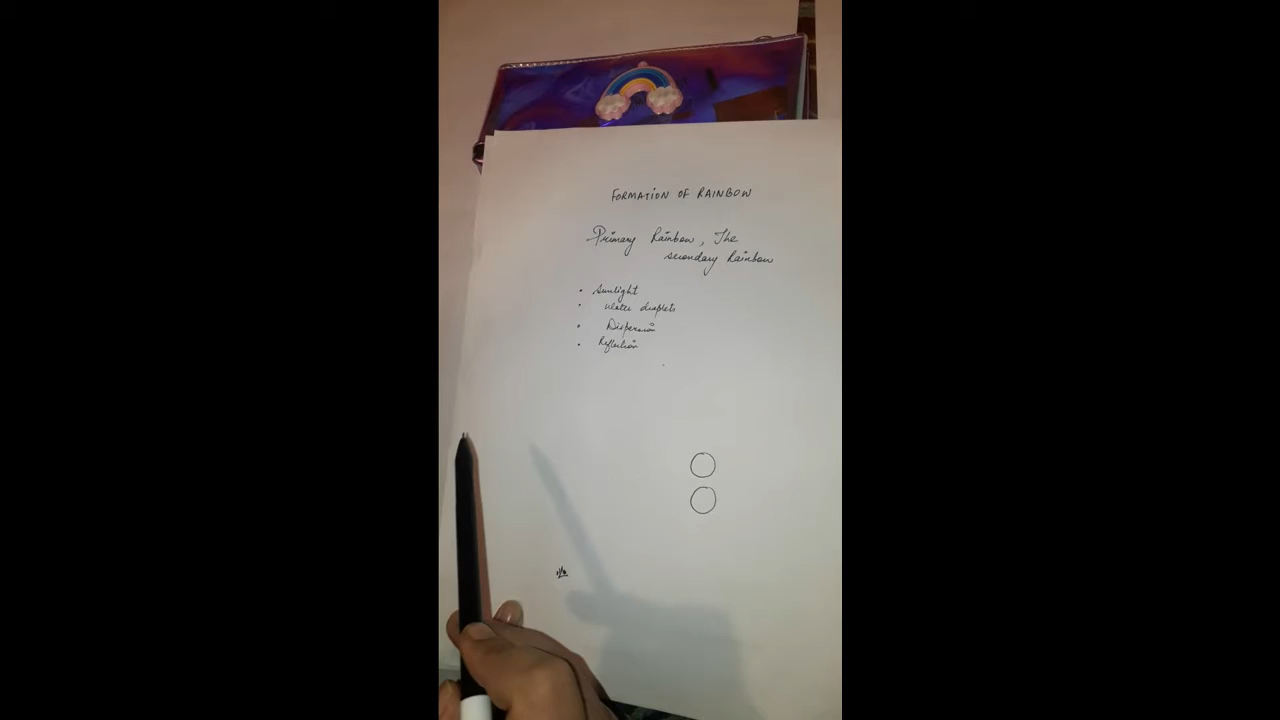 FORMATION OF RAINBOW
Primary Rainbow, The
secondary Rainbow
• Sunlight
• Water droplets
• Dispersion
• Reflection